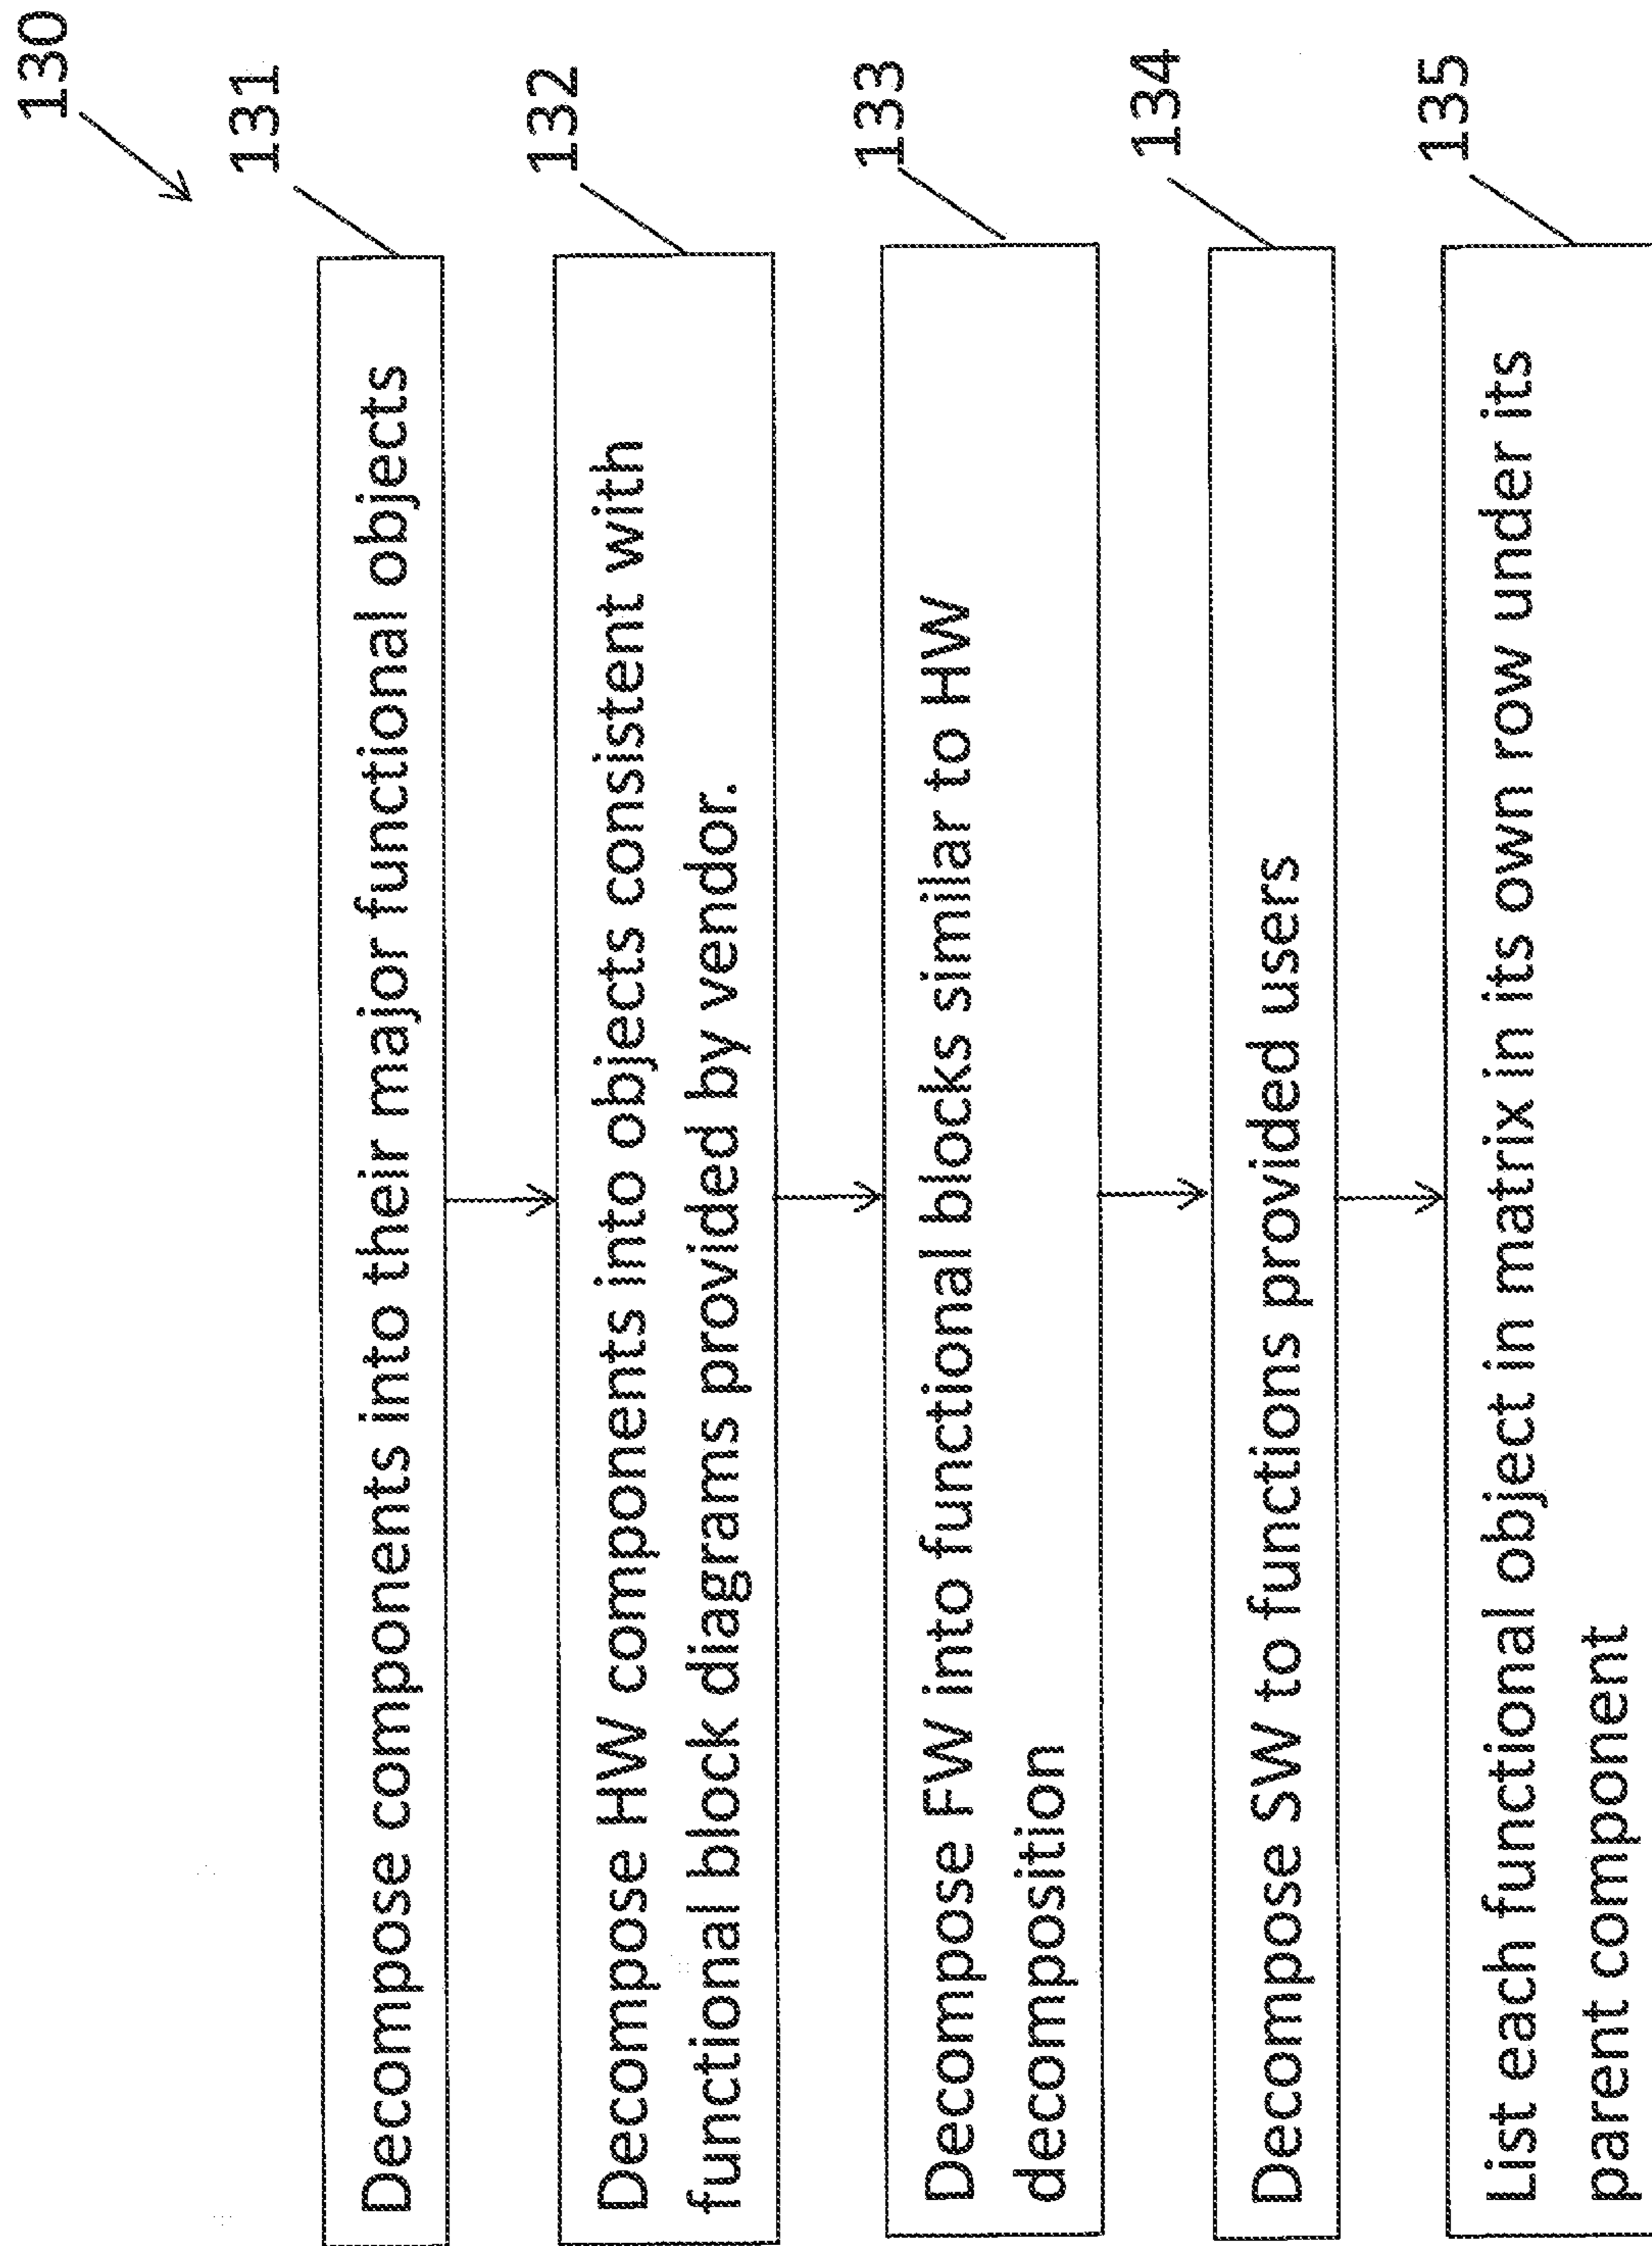 130
131
Decompose components into their major functional objects
132
Decompose HW components into objects consistent with
functional block diagrams provided by vendor.
133
Decompose FW into functional blocks similar to HW
decomposition
134
Decompose SW to functions provided users
135
List each functional object in matrix in its own row under its
parent component